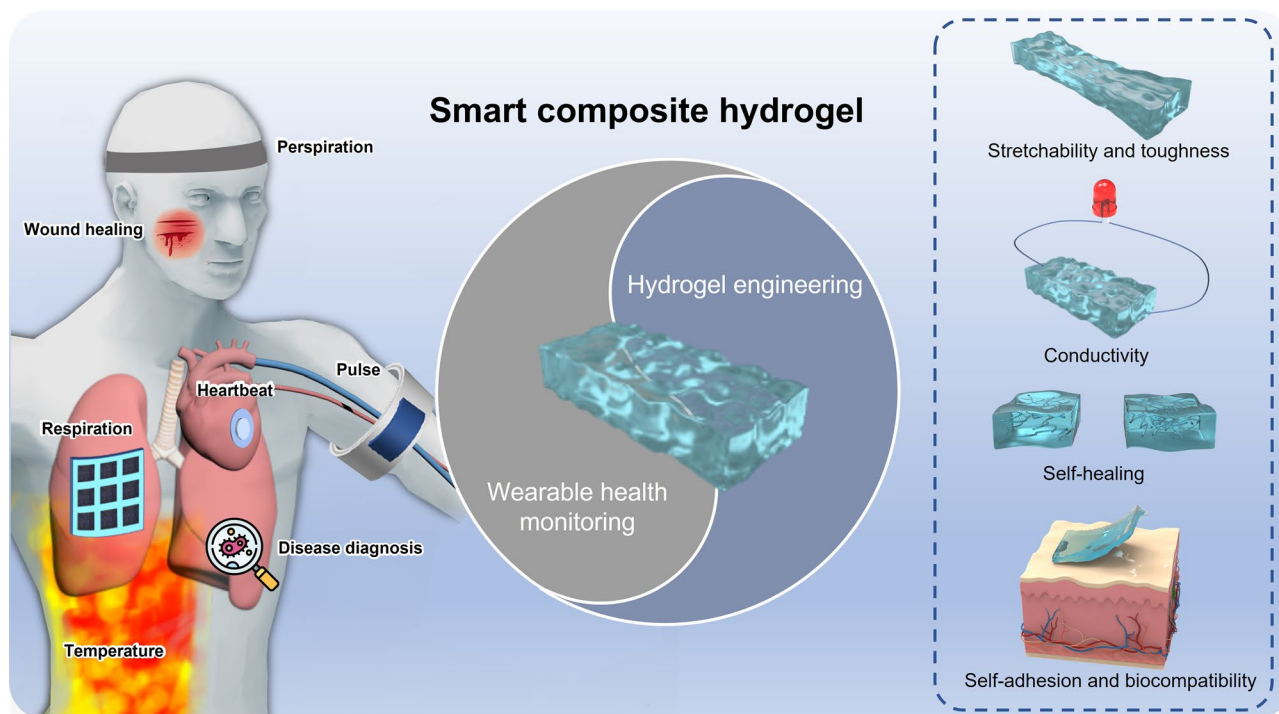 Smart composite hydrogel
Perspiration
Wound healing
Pulse
Heartbeat
Respiration
Disease diagnosis
Temperature
Hydrogel engineering
Wearable health
monitoring
Stretchability and toughness
Conductivity
Self-healing
Self-adhesion and biocompatibility